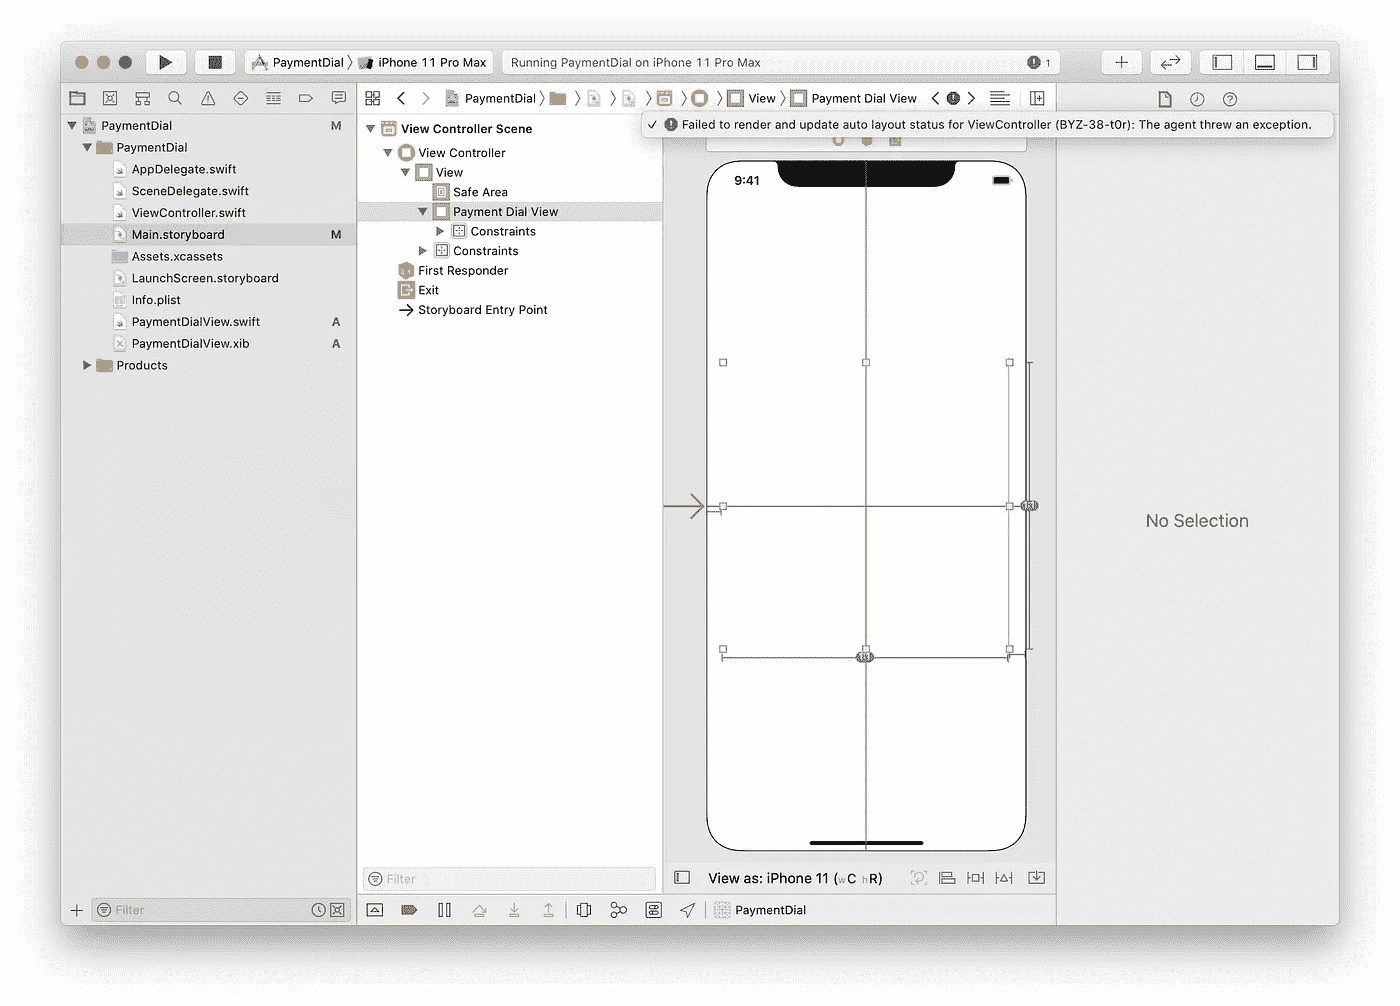 PaymentDial
iPhone 11 Pro Max
Running PaymentDial on iPhone 11 Pro Max
1
PaymentDial
View
Payment Dial View
Failed to render and update auto layout status for ViewController (BYZ-38-t0r): The agent threw an exception.
PaymentDial M
PaymentDial
AppDelegate.swift
SceneDelegate.swift
ViewController.swift
Main.storyboard M
Assets.xcassets
LaunchScreen.storyboard
Info.plist
PaymentDialView.swift A
PaymentDialView.xib A
Products
Filter
View Controller Scene
View Controller
View
Safe Area
Payment Dial View
Constraints
Constraints
First Responder
Exit
Storyboard Entry Point
Filter
9:41
View as: iPhone 11 (wC hR)
PaymentDial
No Selection